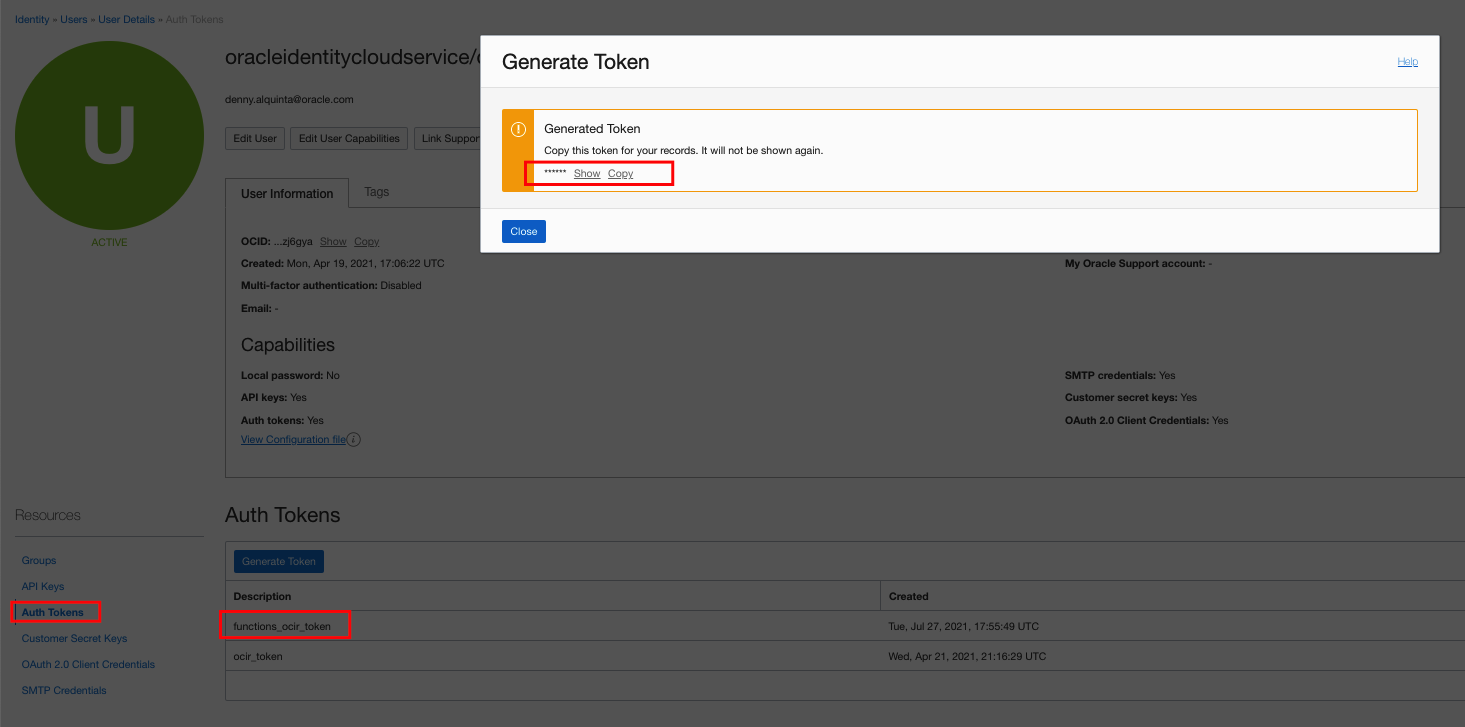 Identity » Users » User Details » Auth Tokens
U
ACTIVE
oracleidentitycloudservice/
denny.alquinta@oracle.com
Edit User Edit User Capabilities Link Suppor
Generate Token Help
Generated Token
Copy this token for your records. It will not be shown again.
****** Show Copy
Close
User Information Tags
OCID: ...zj6gya Show Copy
Created: Mon, Apr 19, 2021, 17:06:22 UTC
My Oracle Support account: -
Multi-factor authentication: Disabled
Email: -
Capabilities
Local password: No
SMTP credentials: Yes
API keys: Yes
Customer secret keys: Yes
Auth tokens: Yes
OAuth 2.0 Client Credentials: Yes
View Configuration file
Resources
Groups
API Keys
Auth Tokens
Customer Secret Keys
OAuth 2.0 Client Credentials
SMTP Credentials
Auth Tokens
Generate Token
Description Created
functions_ocir_token Tue, Jul 27, 2021, 17:55:49 UTC
ocir_token Wed, Apr 21, 2021, 21:16:29 UTC